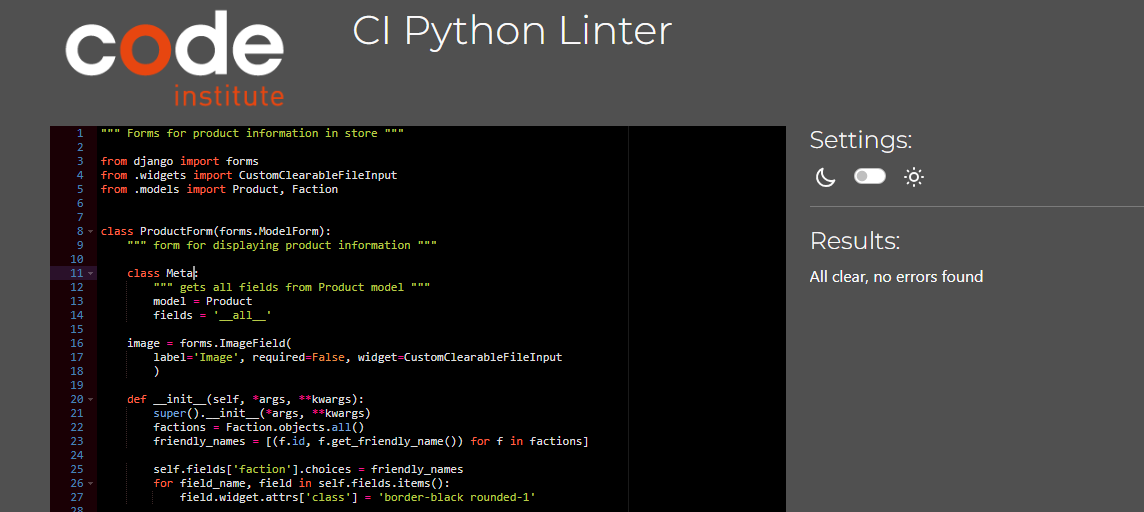 code
institute
CI Python Linter
1 """ Forms for product information in store """
2
3 from django import forms
4 from .widgets import CustomClearableFileInput
5 from .models import Product, Faction
6
7
8 class ProductForm(forms.ModelForm):
9     """ form for displaying product information """
10
11     class Meta:
12         """ gets all fields from Product model """
13         model = Product
14         fields = '__all__'
15
16     image = forms.ImageField(
17         label='Image', required=False, widget=CustomClearableFileInput
18         )
19
20     def __init__(self, *args, **kwargs):
21         super().__init__(*args, **kwargs)
22         factions = Faction.objects.all()
23         friendly_names = [(f.id, f.get_friendly_name()) for f in factions]
24
25         self.fields['faction'].choices = friendly_names
26         for field_name, field in self.fields.items():
27             field.widget.attrs['class'] = 'border-black rounded-1'
28
Settings:
Results:
All clear, no errors found